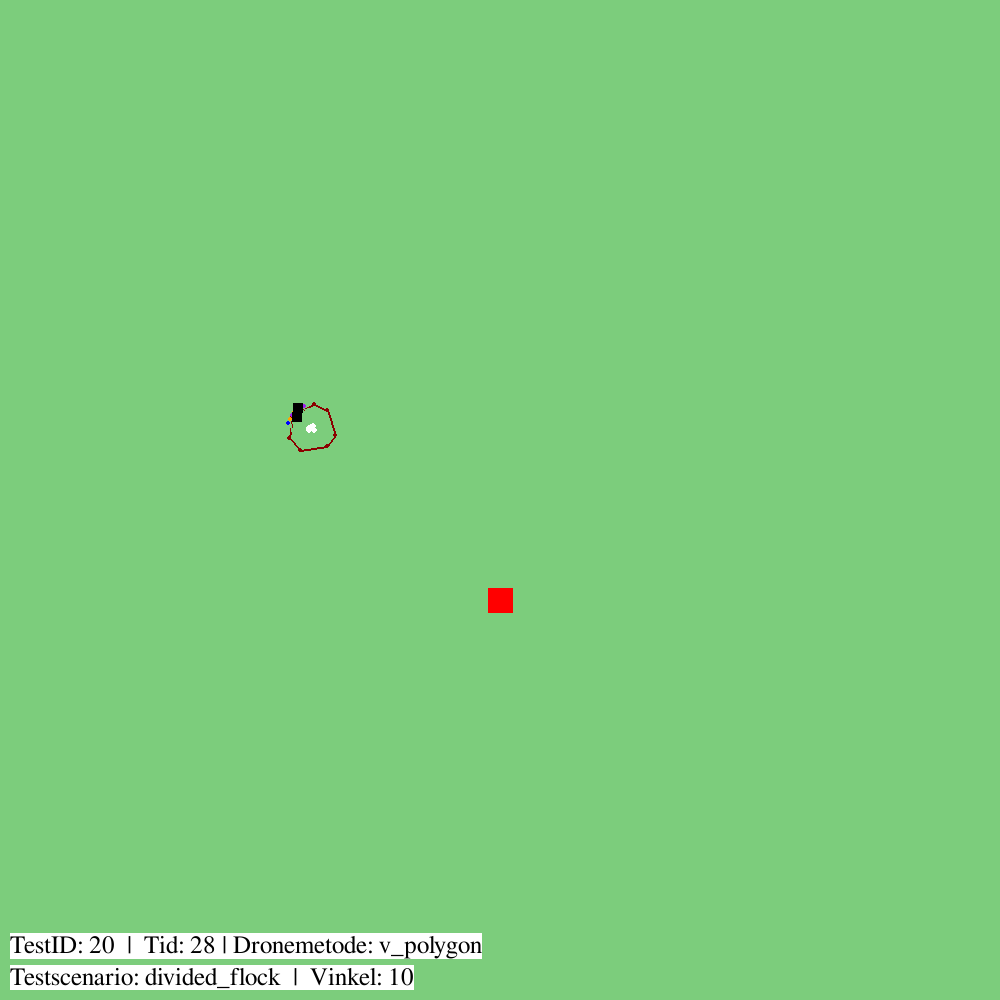 TestID: 20 | Tid: 28 | Dronemetode: v_polygon
Testscenario: divided_flock | Vinkel: 10